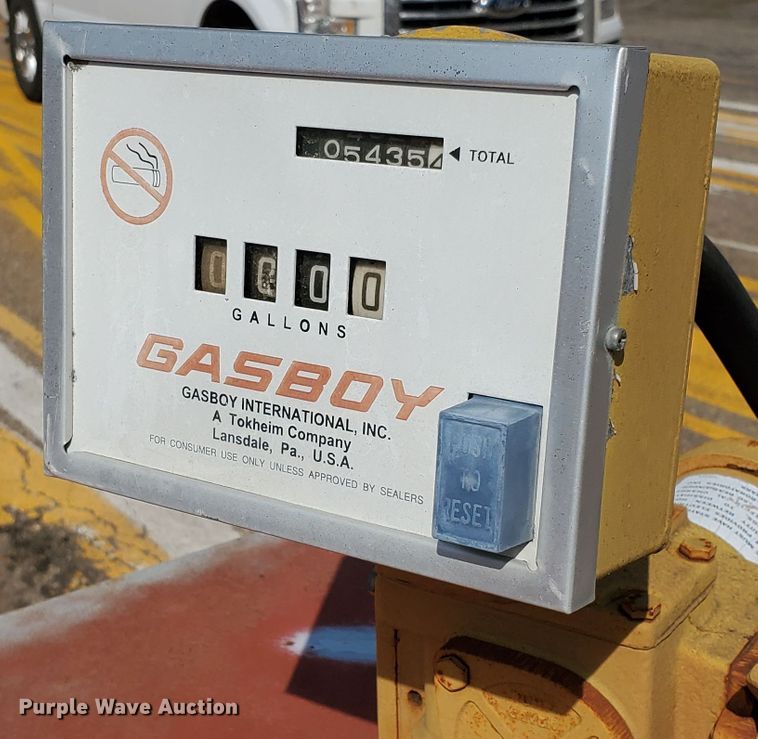 05435
TOTAL
0000
GALLONS
GASBOY
GASBOY INTERNATIONAL, INC.
A Tokheim Company
Lansdale, Pa., U.S.A.
FOR CONSUMER USE ONLY UNLESS APPROVED BY SEALERS
PUSH
TO
RESET
Purple Wave Auction